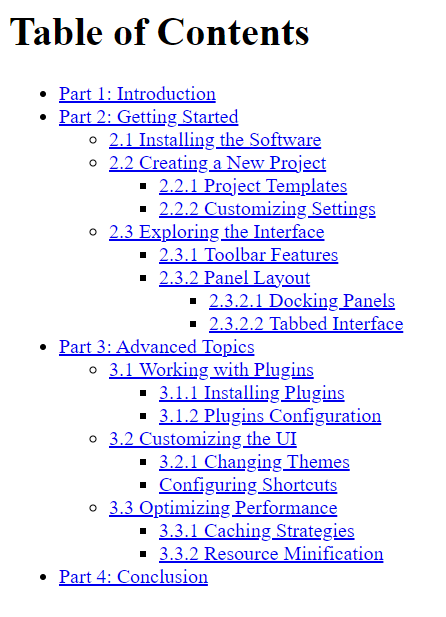 Table of Contents
Part 1: Introduction
Part 2: Getting Started
2.1 Installing the Software
2.2 Creating a New Project
2.2.1 Project Templates
2.2.2 Customizing Settings
2.3 Exploring the Interface
2.3.1 Toolbar Features
2.3.2 Panel Layout
2.3.2.1 Docking Panels
2.3.2.2 Tabbed Interface
Part 3: Advanced Topics
3.1 Working with Plugins
3.1.1 Installing Plugins
3.1.2 Plugins Configuration
3.2 Customizing the UI
3.2.1 Changing Themes
Configuring Shortcuts
3.3 Optimizing Performance
3.3.1 Caching Strategies
3.3.2 Resource Minification
Part 4: Conclusion